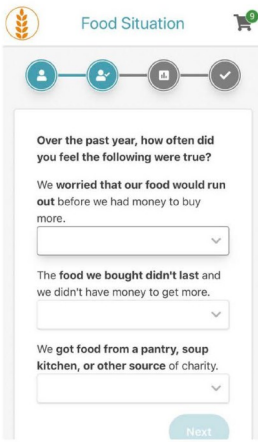 Food Situation
9
Over the past year, how often did
you feel the following were true?
We worried that our food would run
out before we had money to buy
more.
The food we bought didn't last and
we didn't have money to get more.
We got food from a pantry, soup
kitchen, or other source of charity.
Next